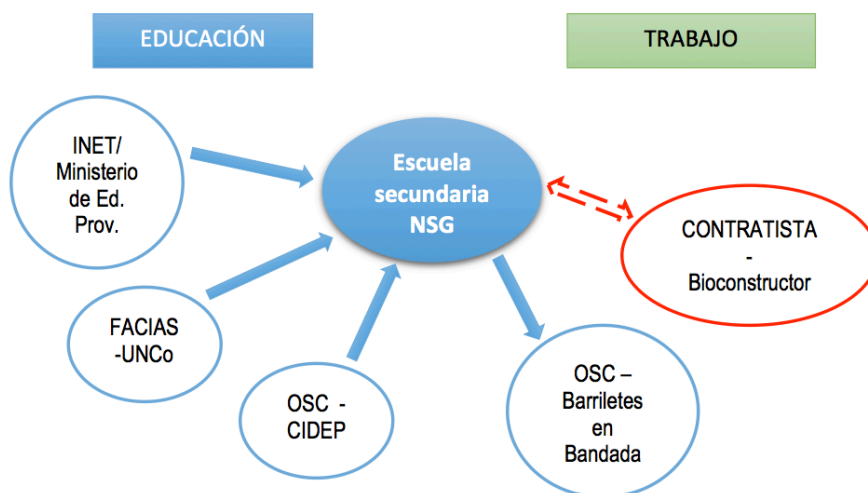 EDUCACIÓN
TRABAJO
INET/
Ministerio
de Ed.
Prov.
Escuela
secundaria
NSG
CONTRATISTA
-
Bioconstructor
FACIAS
-UNCo
OSC -
CIDEP
OSC –
Barriletes
en
Bandada